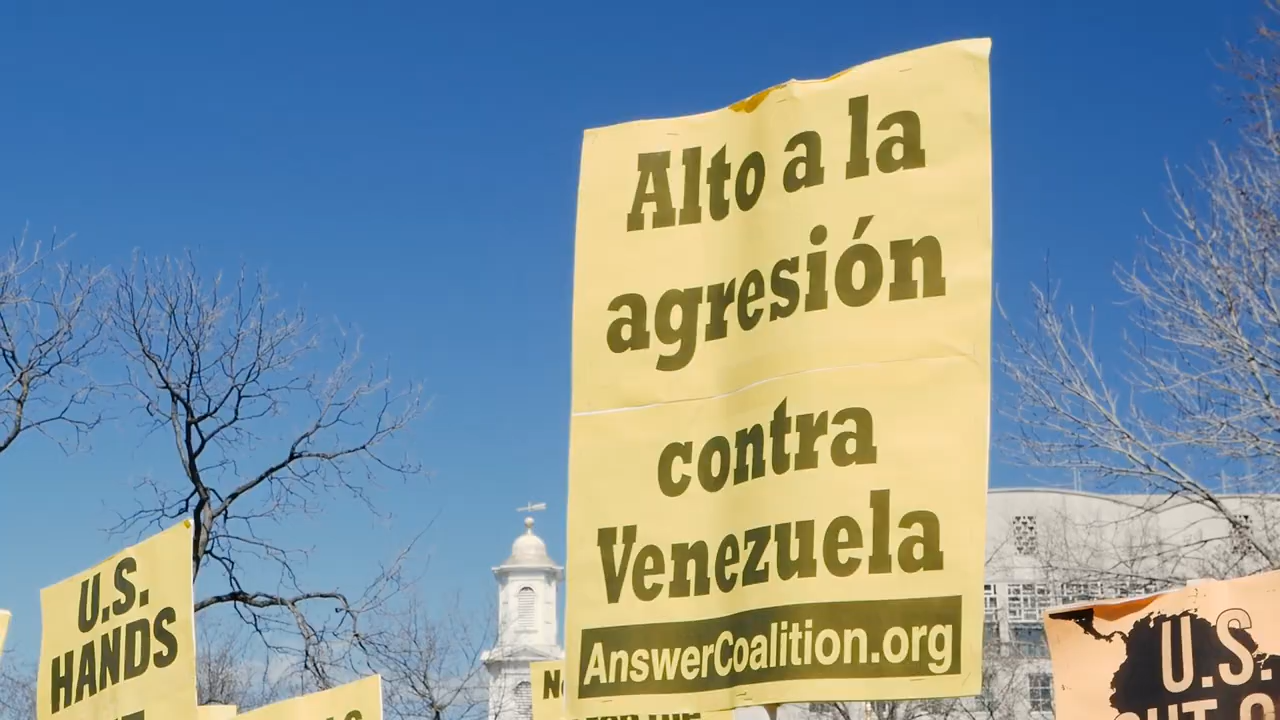 Alto a la
agresión
contra
Venezuela
AnswerCoalition.org
U.S.
HANDS
U.S.